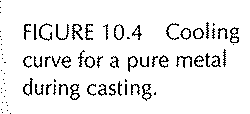 FIGURE 10.4 Cooling
curve for a pure metal
during casting.